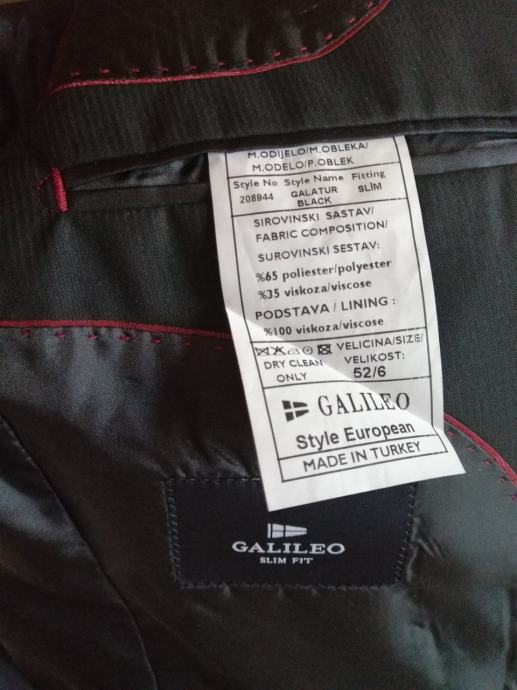 M.ODIJELO/M.OBLEKA/
M.ODELO/P.OBLEK
Style No Style Name Fitting
208944 GALATUR SLİM
BLACK
SIROVINSKI SASTAV/
FABRIC COMPOSITION/
SUROVINSKI SESTAV:
%65 poliester/polyester
%35 viskoza/viscose
PODSTAVA / LINING :
%100 viskoza/viscose
DRY CLEAN
ONLY
VELICINA/SIZE/
VELIKOST:
52/6
GALILEO
Style European
MADE IN TURKEY
GALILEO
SLIM FIT